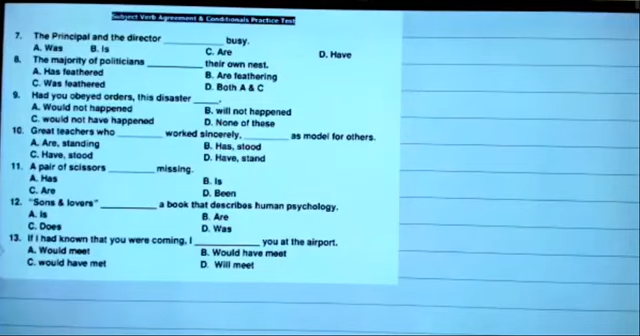 Subject Verb Agreement & Conditionals Practice Test
7. The Principal and the director __________ busy.
A. Was B. Is C. Are D. Have
8. The majority of politicians __________ their own nest.
A. Has feathered B. Are feathering
C. Was feathered D. Both A & C
9. Had you obeyed orders, this disaster _____.
A. Would not happened B. will not happened
C. would not have happened D. None of these
10. Great teachers who ________ worked sincerely, ________ as model for others.
A. Are, standing B. Has, stood
C. Have, stood D. Have, stand
11. A pair of scissors ________ missing.
A. Has B. Is
C. Are D. Been
12. "Sons & lovers" __________ a book that describes human psychology.
A. Is B. Are
C. Does D. Was
13. If I had known that you were coming, I ____________ you at the airport.
A. Would meet B. Would have meet
C. would have met D. Will meet